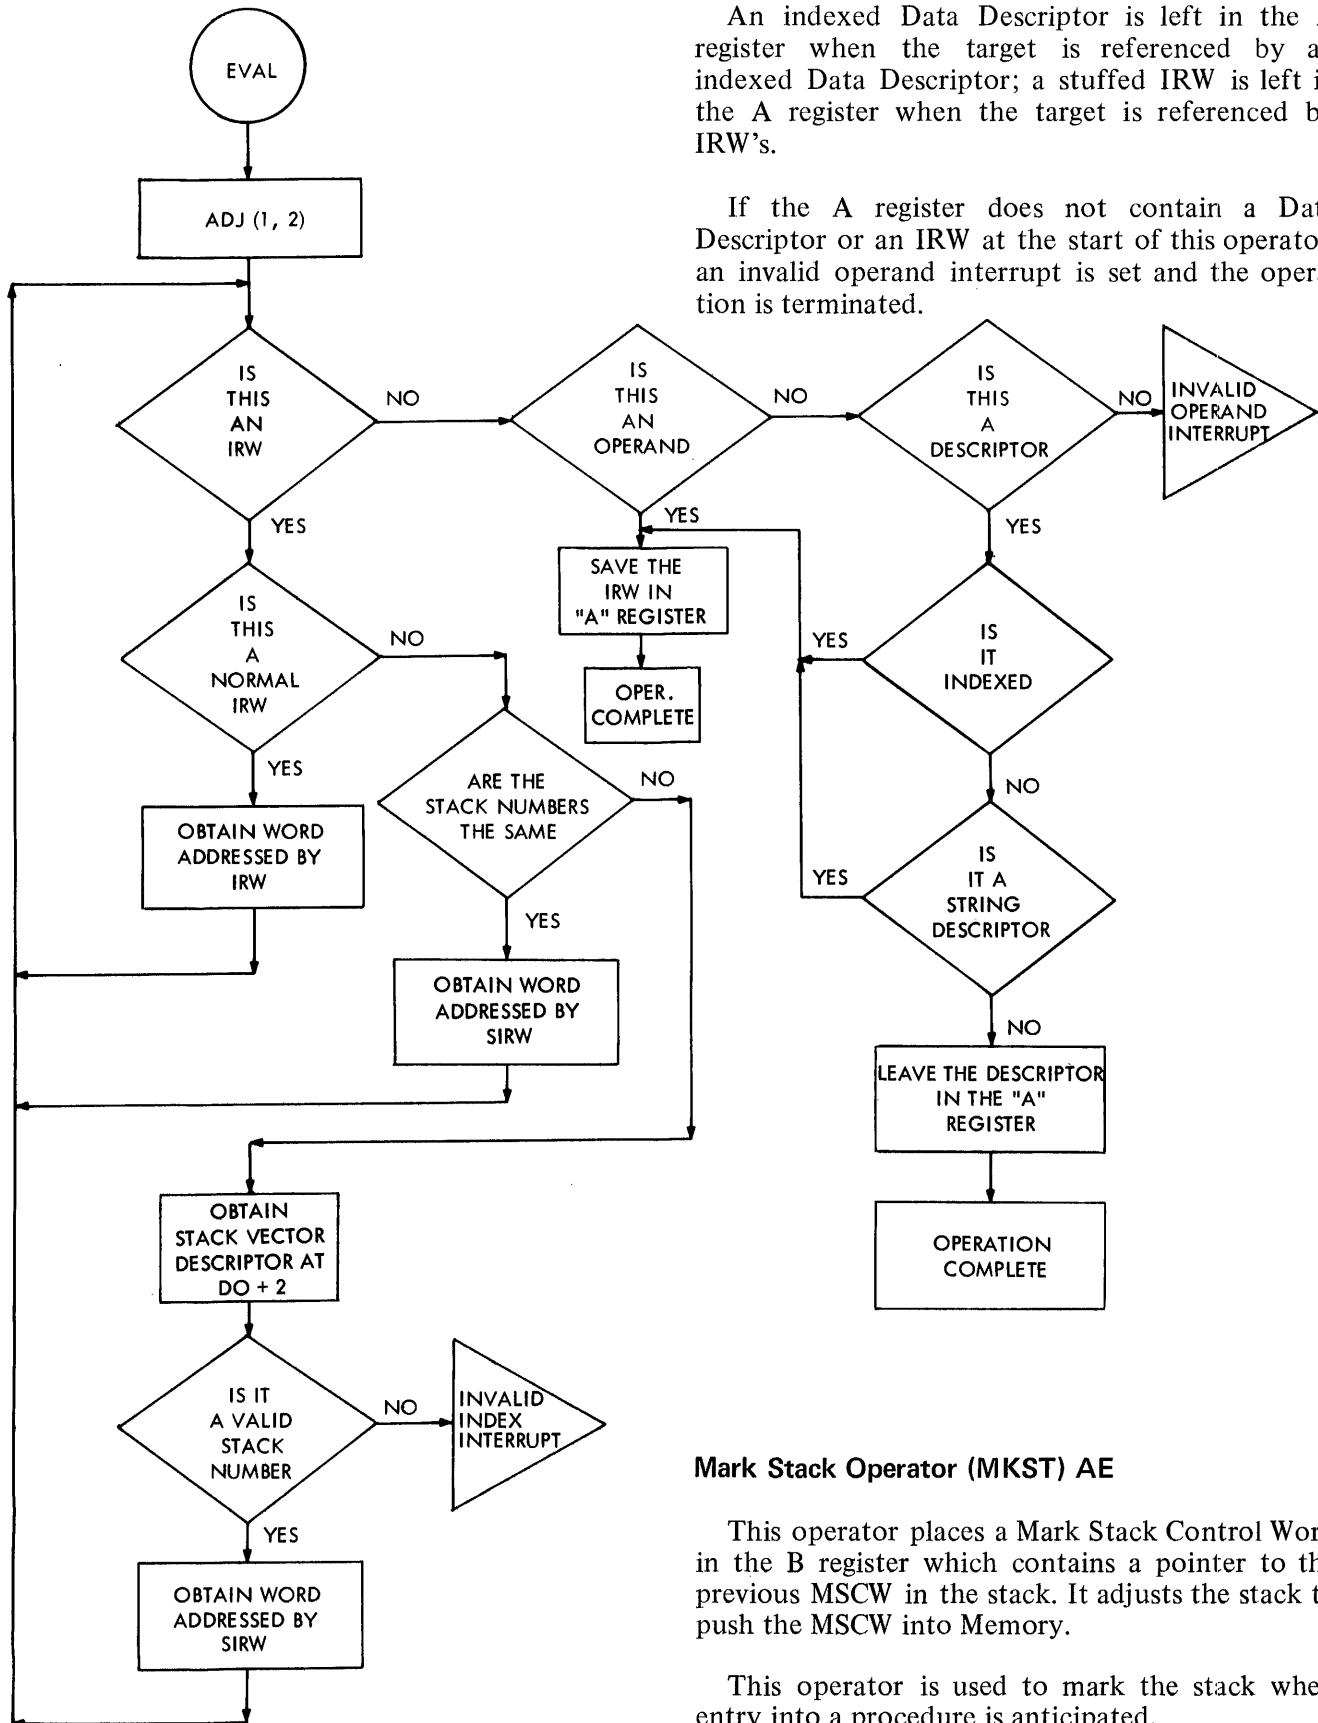 An indexed Data Descriptor is left in the
register when the target is referenced by a
indexed Data Descriptor; a stuffed IRW is left i
the A register when the target is referenced b
IRW's.
If the A register does not contain a Dat
Descriptor or an IRW at the start of this operato
an invalid operand interrupt is set and the oper
tion is terminated.
EVAL
ADJ (1, 2)
IS
THIS
AN
IRW
NO
IS
THIS
AN
OPERAND
NO
IS
THIS
A
DESCRIPTOR
NO
INVALID
OPERAND
INTERRUPT
YES
YES
YES
IS
THIS
A
NORMAL
IRW
NO
SAVE THE
IRW IN
"A" REGISTER
OPER.
COMPLETE
YES
IS
IT
INDEXED
NO
YES
OBTAIN WORD
ADDRESSED BY
IRW
ARE THE
STACK NUMBERS
THE SAME
NO
YES
OBTAIN WORD
ADDRESSED BY
SIRW
YES
IS
IT A
STRING
DESCRIPTOR
NO
LEAVE THE DESCRIPTOR
IN THE "A"
REGISTER
OPERATION
COMPLETE
OBTAIN
STACK VECTOR
DESCRIPTOR AT
DO + 2
IS IT
A VALID
STACK
NUMBER
NO
INVALID
INDEX
INTERRUPT
YES
OBTAIN WORD
ADDRESSED BY
SIRW
Mark Stack Operator (MKST) AE
This operator places a Mark Stack Control Wor
in the B register which contains a pointer to th
previous MSCW in the stack. It adjusts the stack t
push the MSCW into Memory.
This operator is used to mark the stack whe
entry into a procedure is anticipated.